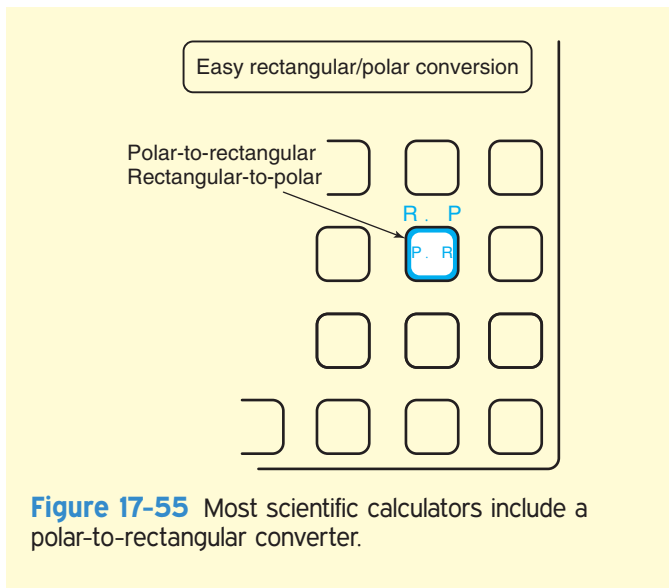 Easy rectangular/polar conversion
Polar-to-rectangular
Rectangular-to-polar
R . P
P . R
Figure 17-55 Most scientific calculators include a
polar-to-rectangular converter.